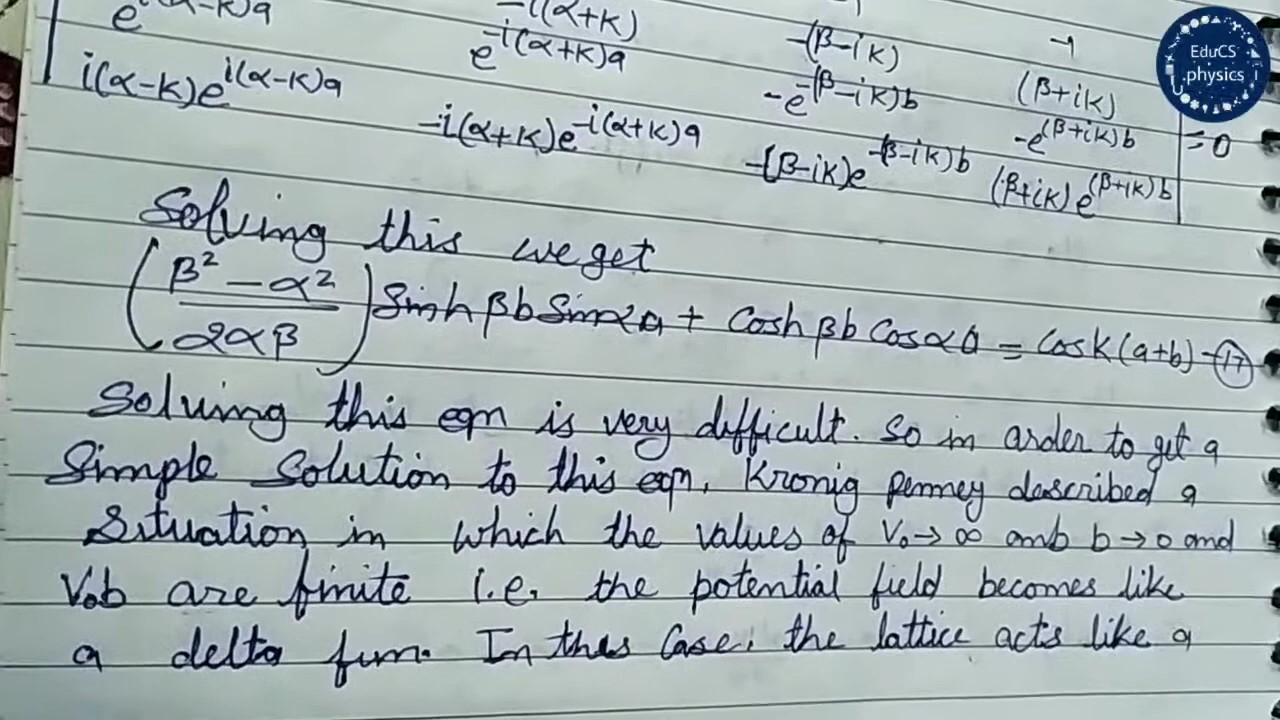 e^{i(α-K)a}
-i(α+K) -(β-iK) -1
e^{-i(α+K)a} (β+iK)
i(α-K)e^{i(α-K)a} -e^{-(β-iK)b} -e^{(β+iK)b} =0
-i(α+K)e^{-i(α+K)a} -(β-iK)e^{-(β-iK)b} (β+iK)e^{(β+iK)b}
Solving this we get
(β² - α² / 2αβ) Sinh βb Sin αa + Cosh βb Cos αa = Cos K(a+b) -(17)
Solving this eqn is very difficult. So in order to get a
Simple Solution to this eqn, Kronig penney described a
Situation in which the values of V₀→∞ and b→0 and
V₀b are finite i.e. the potential field becomes like
a delta fun. In this Case, the lattice acts like a
EduCS
.physics